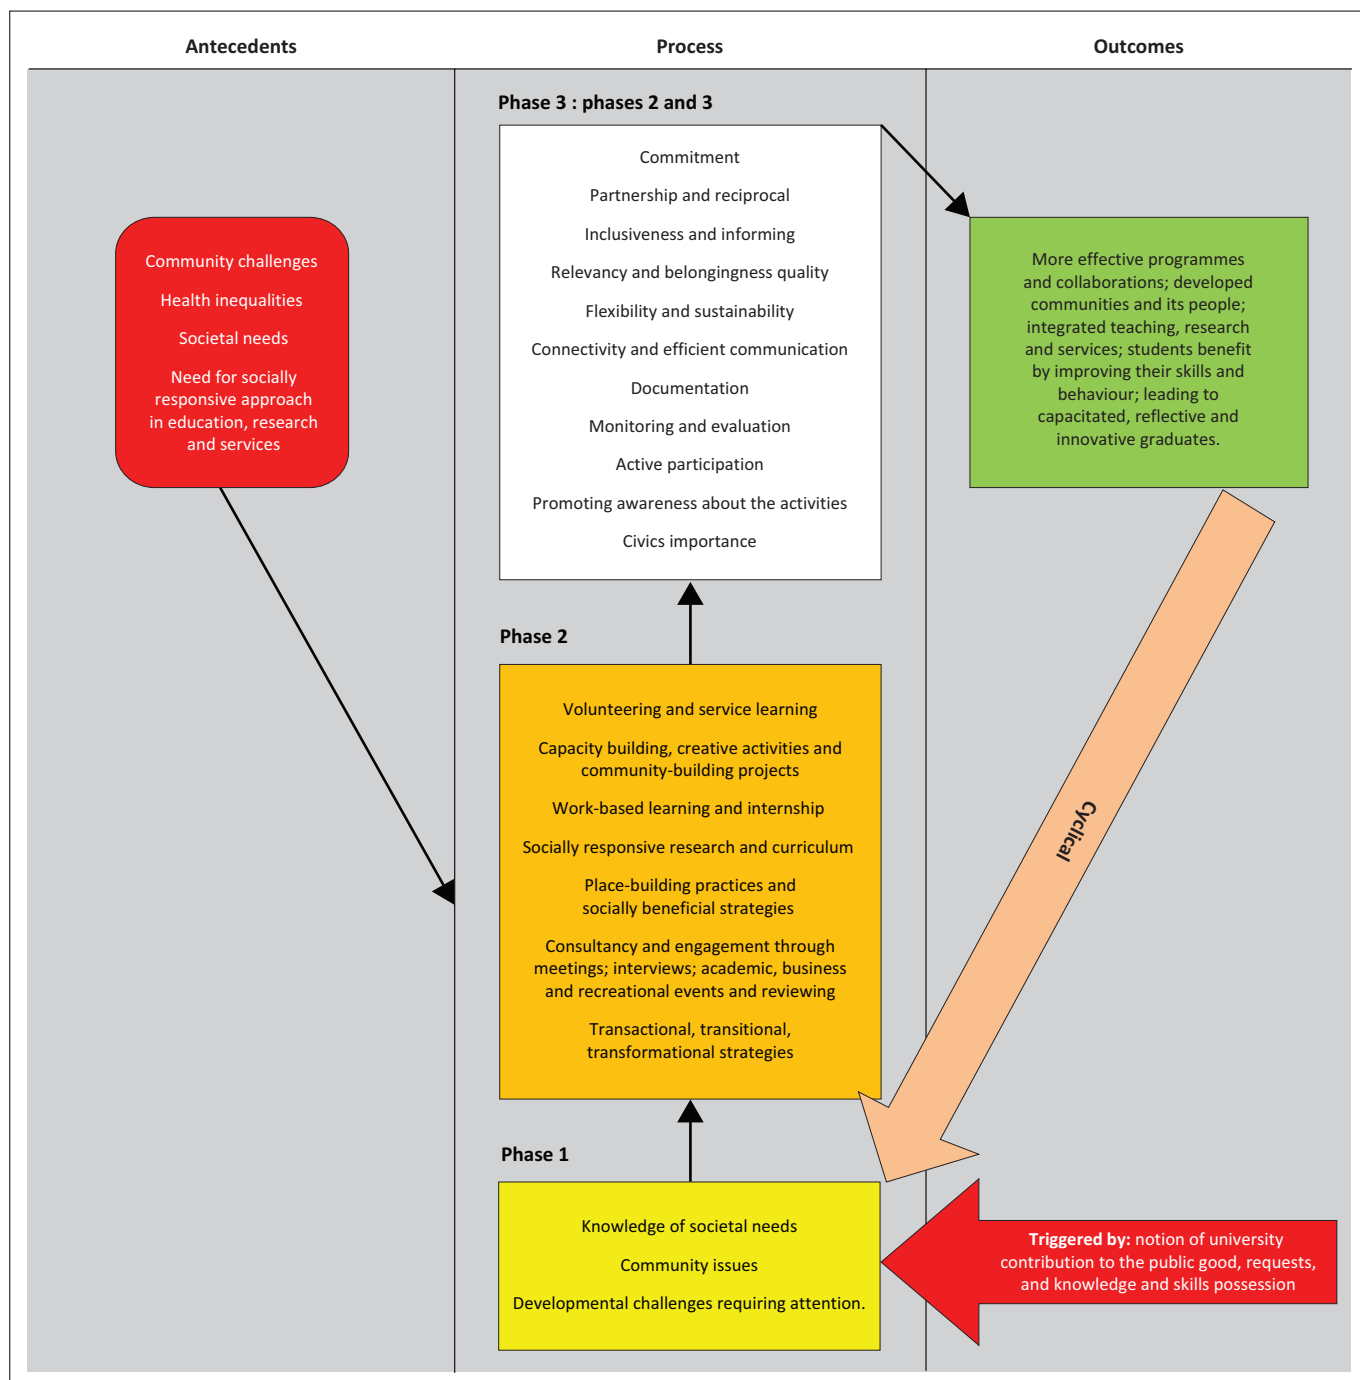 Antecedents
Process
Outcomes
Community challenges
Health inequalities
Societal needs
Need for socially
responsive approach
in education, research
and services
Phase 3 : phases 2 and 3
Commitment
Partnership and reciprocal
Inclusiveness and informing
Relevancy and belongingness quality
Flexibility and sustainability
Connectivity and efficient communication
Documentation
Monitoring and evaluation
Active participation
Promoting awareness about the activities
Civics importance
Phase 2
Volunteering and service learning
Capacity building, creative activities and
community-building projects
Work-based learning and internship
Socially responsive research and curriculum
Place-building practices and
socially beneficial strategies
Consultancy and engagement through
meetings; interviews; academic, business
and recreational events and reviewing
Transactional, transitional,
transformational strategies
Phase 1
Knowledge of societal needs
Community issues
Developmental challenges requiring attention.
More effective programmes
and collaborations; developed
communities and its people;
integrated teaching, research
and services; students benefit
by improving their skills and
behaviour; leading to
capacitated, reflective and
innovative graduates.
Cyclical
Triggered by: notion of university
contribution to the public good, requests,
and knowledge and skills possession